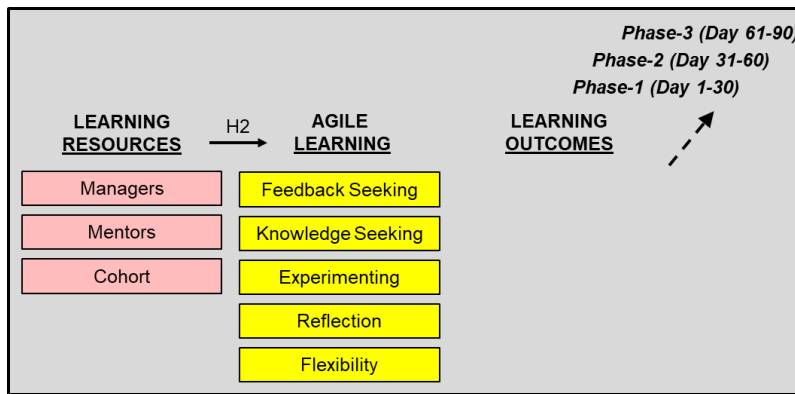 Phase-3 (Day 61-90)
Phase-2 (Day 31-60)
Phase-1 (Day 1-30)
LEARNING
RESOURCES
H2
AGILE
LEARNING
LEARNING
OUTCOMES
Managers
Feedback Seeking
Mentors
Knowledge Seeking
Cohort
Experimenting
Reflection
Flexibility